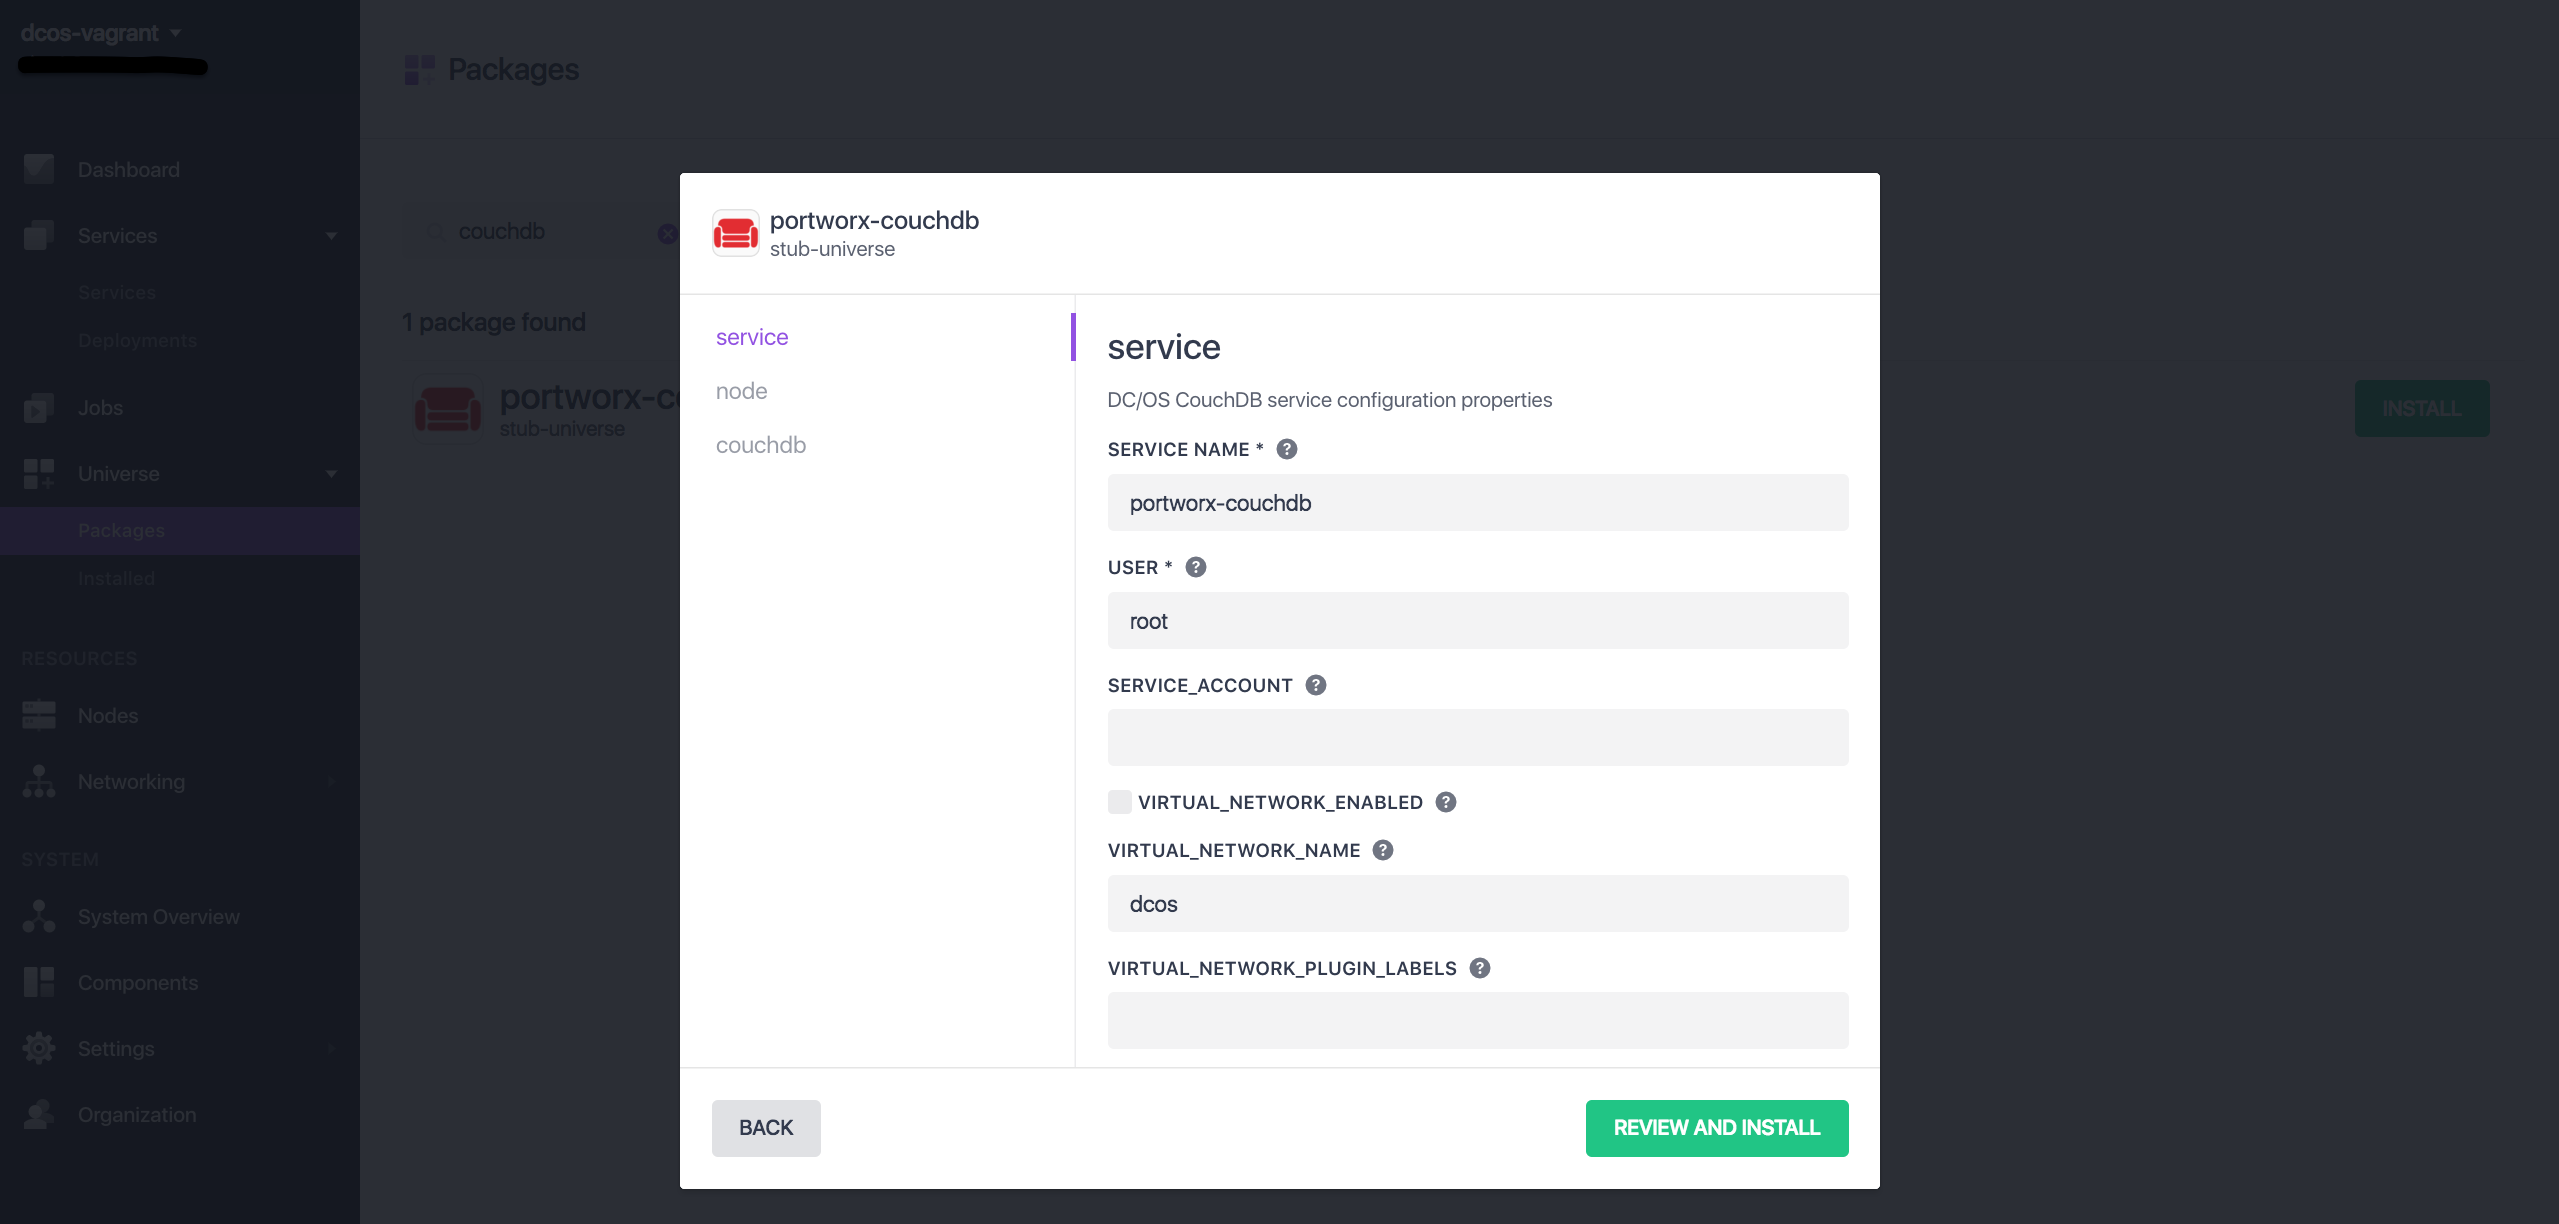 dcos-vagrant
Dashboard
Services
Services
Deployments
Jobs
Universe
Packages
Installed
RESOURCES
Nodes
Networking
SYSTEM
System Overview
Components
Settings
Organization
Packages
couchdb
1 package found
portworx-co
stub-universe
INSTALL
portworx-couchdb
stub-universe
service
node
couchdb
service
DC/OS CouchDB service configuration properties
SERVICE NAME * ?
portworx-couchdb
USER * ?
root
SERVICE_ACCOUNT ?
VIRTUAL_NETWORK_ENABLED ?
VIRTUAL_NETWORK_NAME ?
dcos
VIRTUAL_NETWORK_PLUGIN_LABELS ?
BACK
REVIEW AND INSTALL